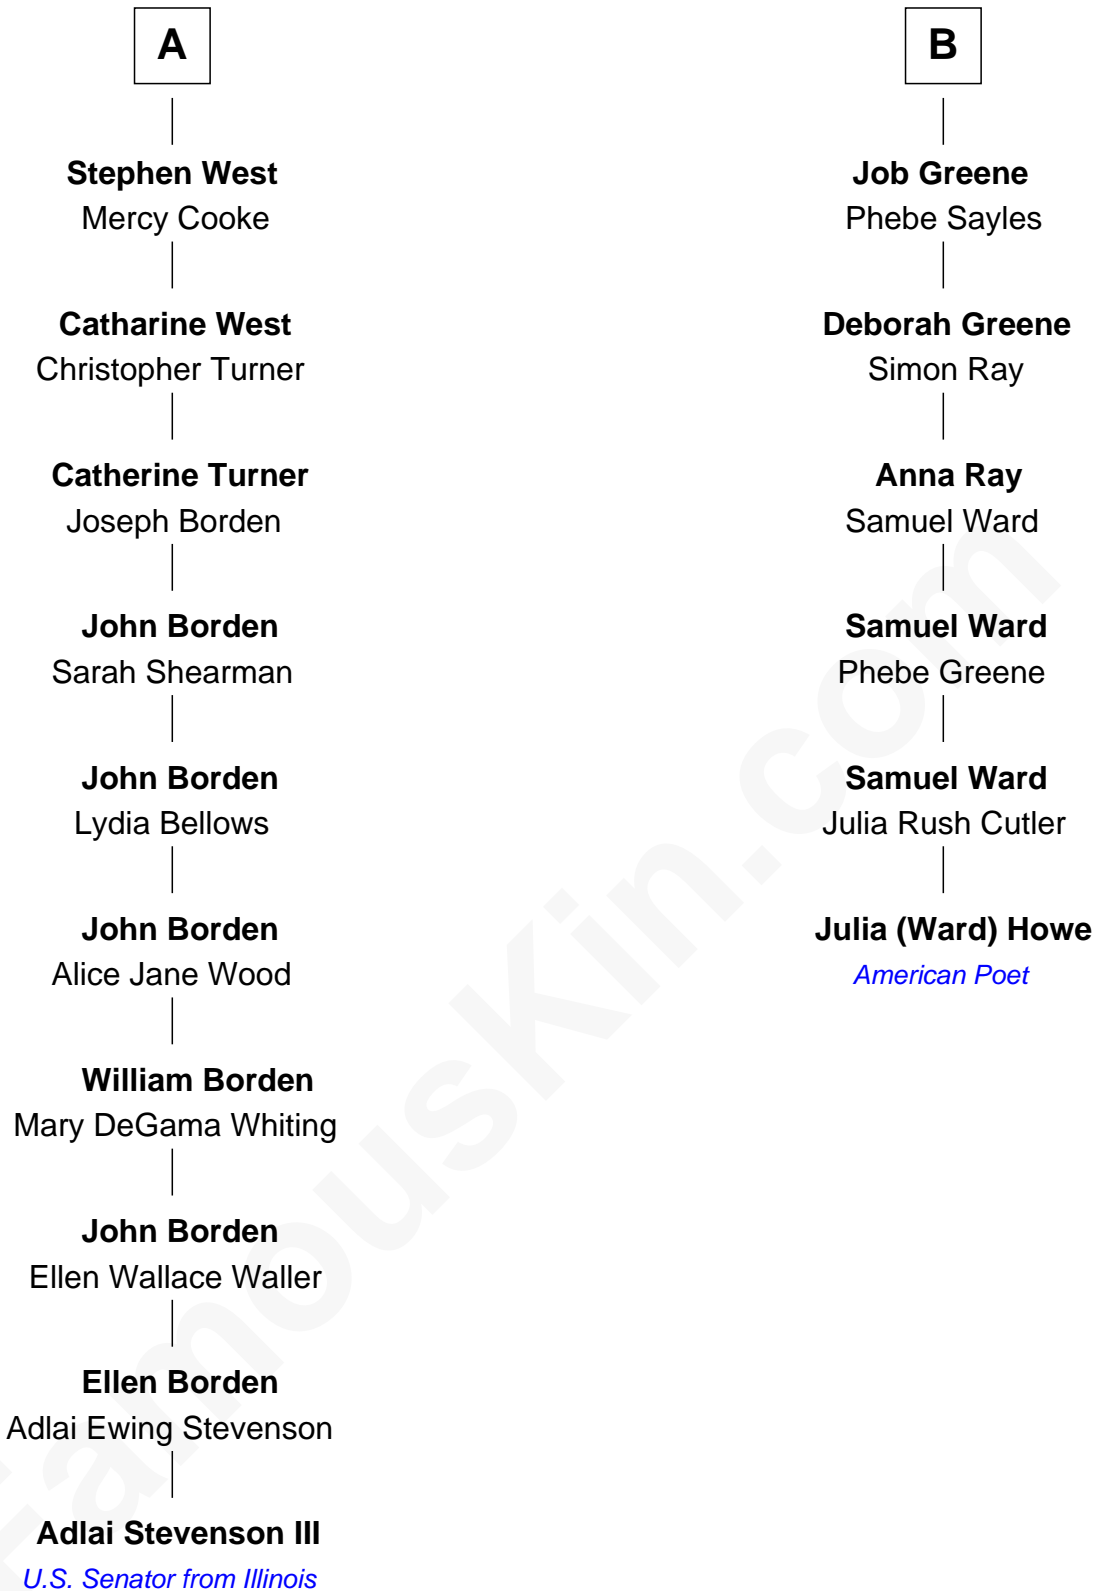 A
Stephen West
Mercy Cooke
Catharine West
Christopher Turner
Catherine Turner
Joseph Borden
John Borden
Sarah Shearman
John Borden
Lydia Bellows
John Borden
Alice Jane Wood
William Borden
Mary DeGama Whiting
John Borden
Ellen Wallace Waller
Ellen Borden
Adlai Ewing Stevenson
Adlai Stevenson III
U.S. Senator from Illinois
B
Job Greene
Phebe Sayles
Deborah Greene
Simon Ray
Anna Ray
Samuel Ward
Samuel Ward
Phebe Greene
Samuel Ward
Julia Rush Cutler
Julia (Ward) Howe
American Poet
FamousKin.com